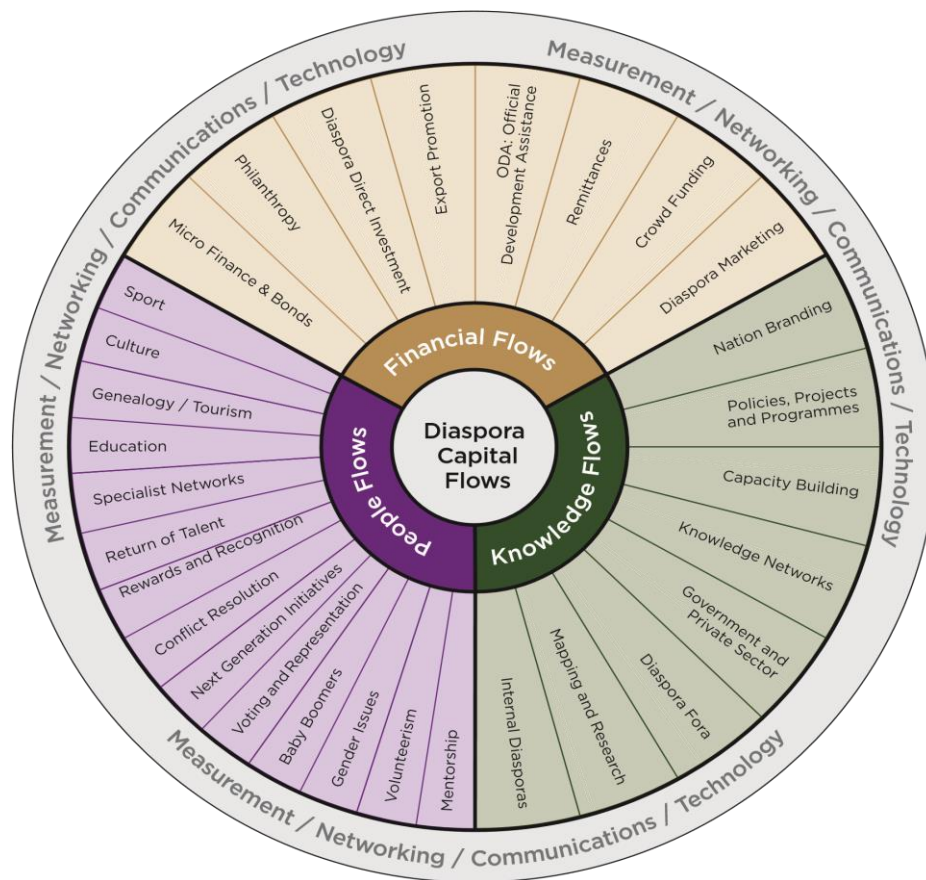 Measurement / Networking / Communications / Technology
Measurement / Networking / Communications / Technology
Measurement / Networking / Communications / Technology
Diaspora
Capital
Flows
Financial Flows
Micro Finance & Bonds
Philanthropy
Diaspora Direct Investment
Export Promotion
ODA: Official
Development Assistance
Remittances
Crowd Funding
Diaspora Marketing
Knowledge Flows
Nation Branding
Policies, Projects
and Programmes
Capacity Building
Knowledge Networks
Government and
Private Sector
Diaspora Fora
Mapping and Research
Internal Diasporas
People Flows
Sport
Culture
Genealogy / Tourism
Education
Specialist Networks
Return of Talent
Rewards and Recognition
Conflict Resolution
Next Generation Initiatives
Voting and Representation
Baby Boomers
Gender Issues
Volunteerism
Mentorship